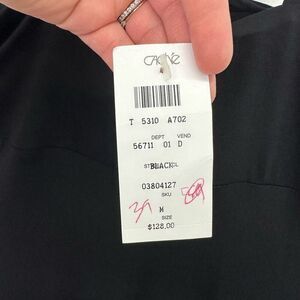 CACHE
T 5310 A702
DEPT VEND
56711 01 D
BLACK
03804127
SKU
M
SIZE
$128.00